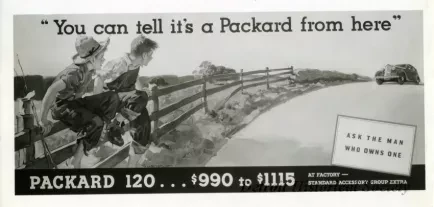 "You can tell it's a Packard from here"
ASK THE MAN
WHO OWNS ONE
PACKARD 120... $990 to $1115
AT FACTORY—
STANDARD ACCESSORY GROUP EXTRA